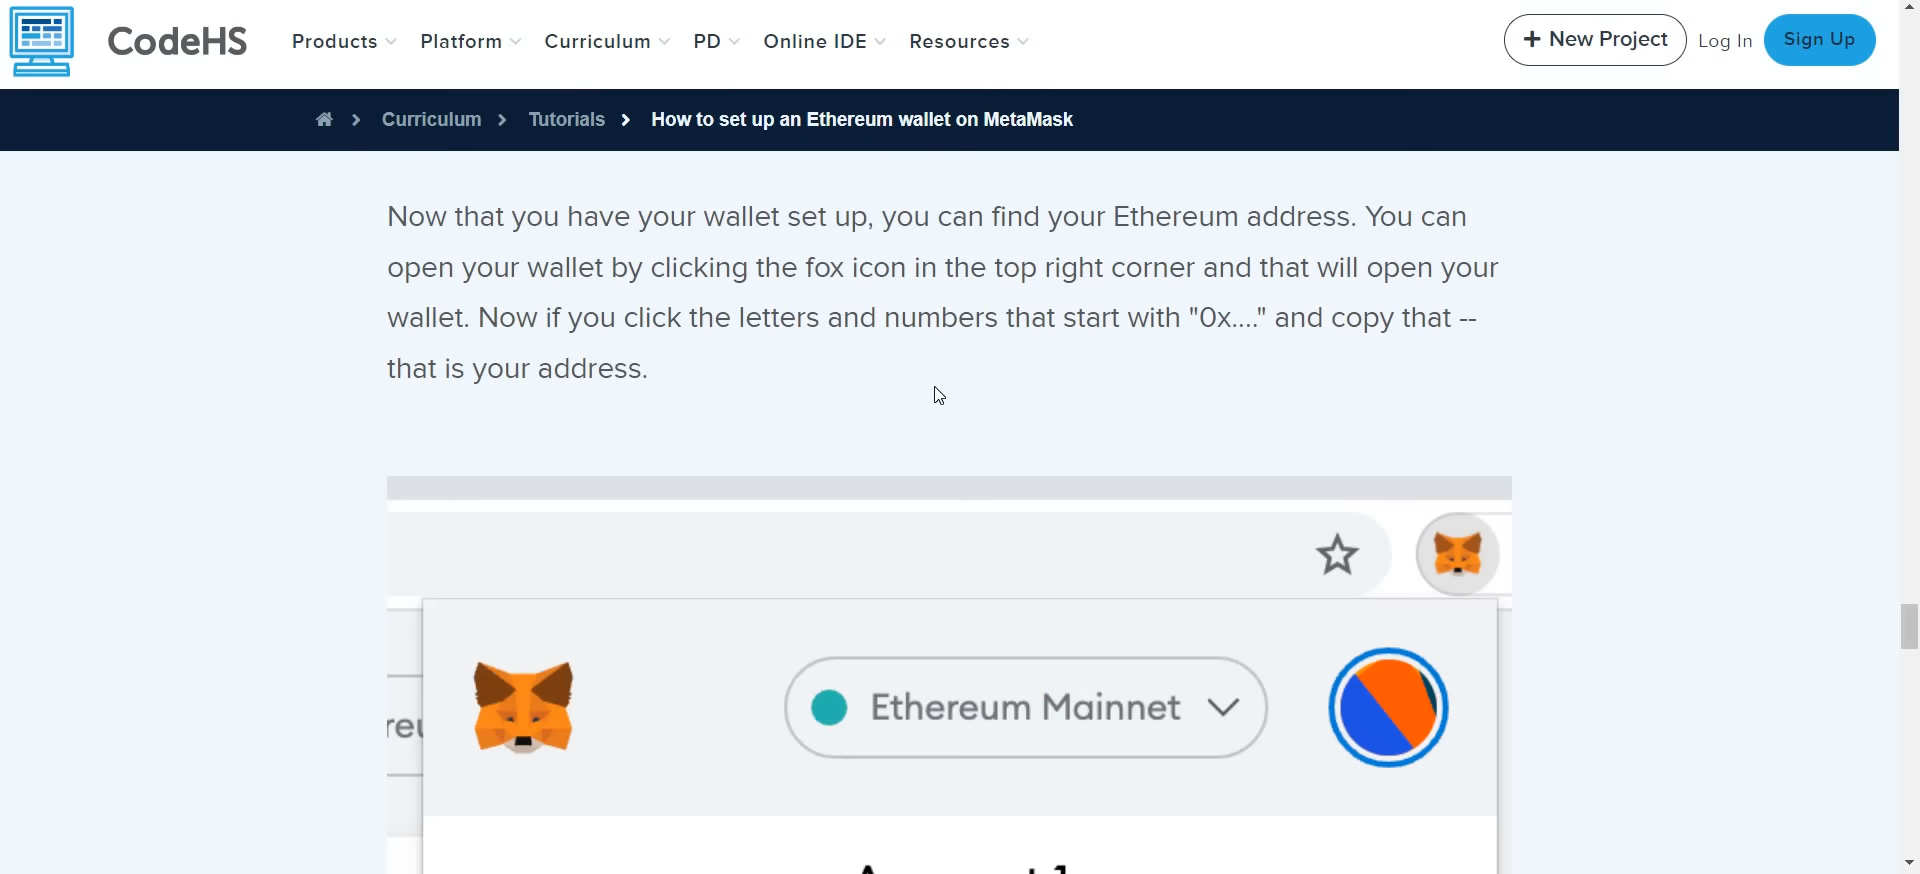 CodeHS
Products Platform Curriculum PD Online IDE Resources
+ New Project Log In Sign Up
Curriculum > Tutorials > How to set up an Ethereum wallet on MetaMask
Now that you have your wallet set up, you can find your Ethereum address. You can
open your wallet by clicking the fox icon in the top right corner and that will open your
wallet. Now if you click the letters and numbers that start with "0x...." and copy that --
that is your address.
Ethereum Mainnet